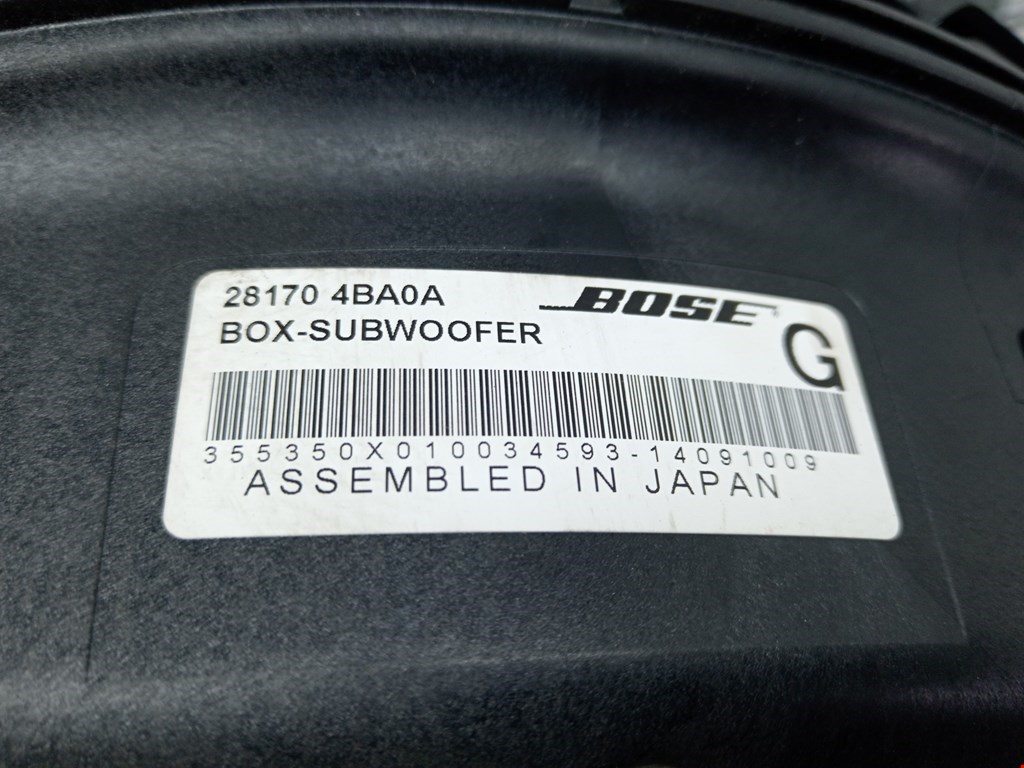 28170 4BA0A
BOSE
BOX-SUBWOOFER
G
355350X010034593-14091009
ASSEMBLED IN JAPAN